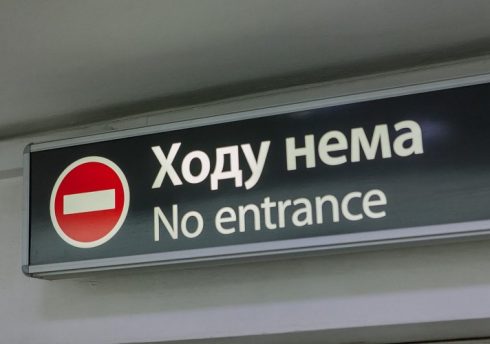 Ходу нема
No entrance